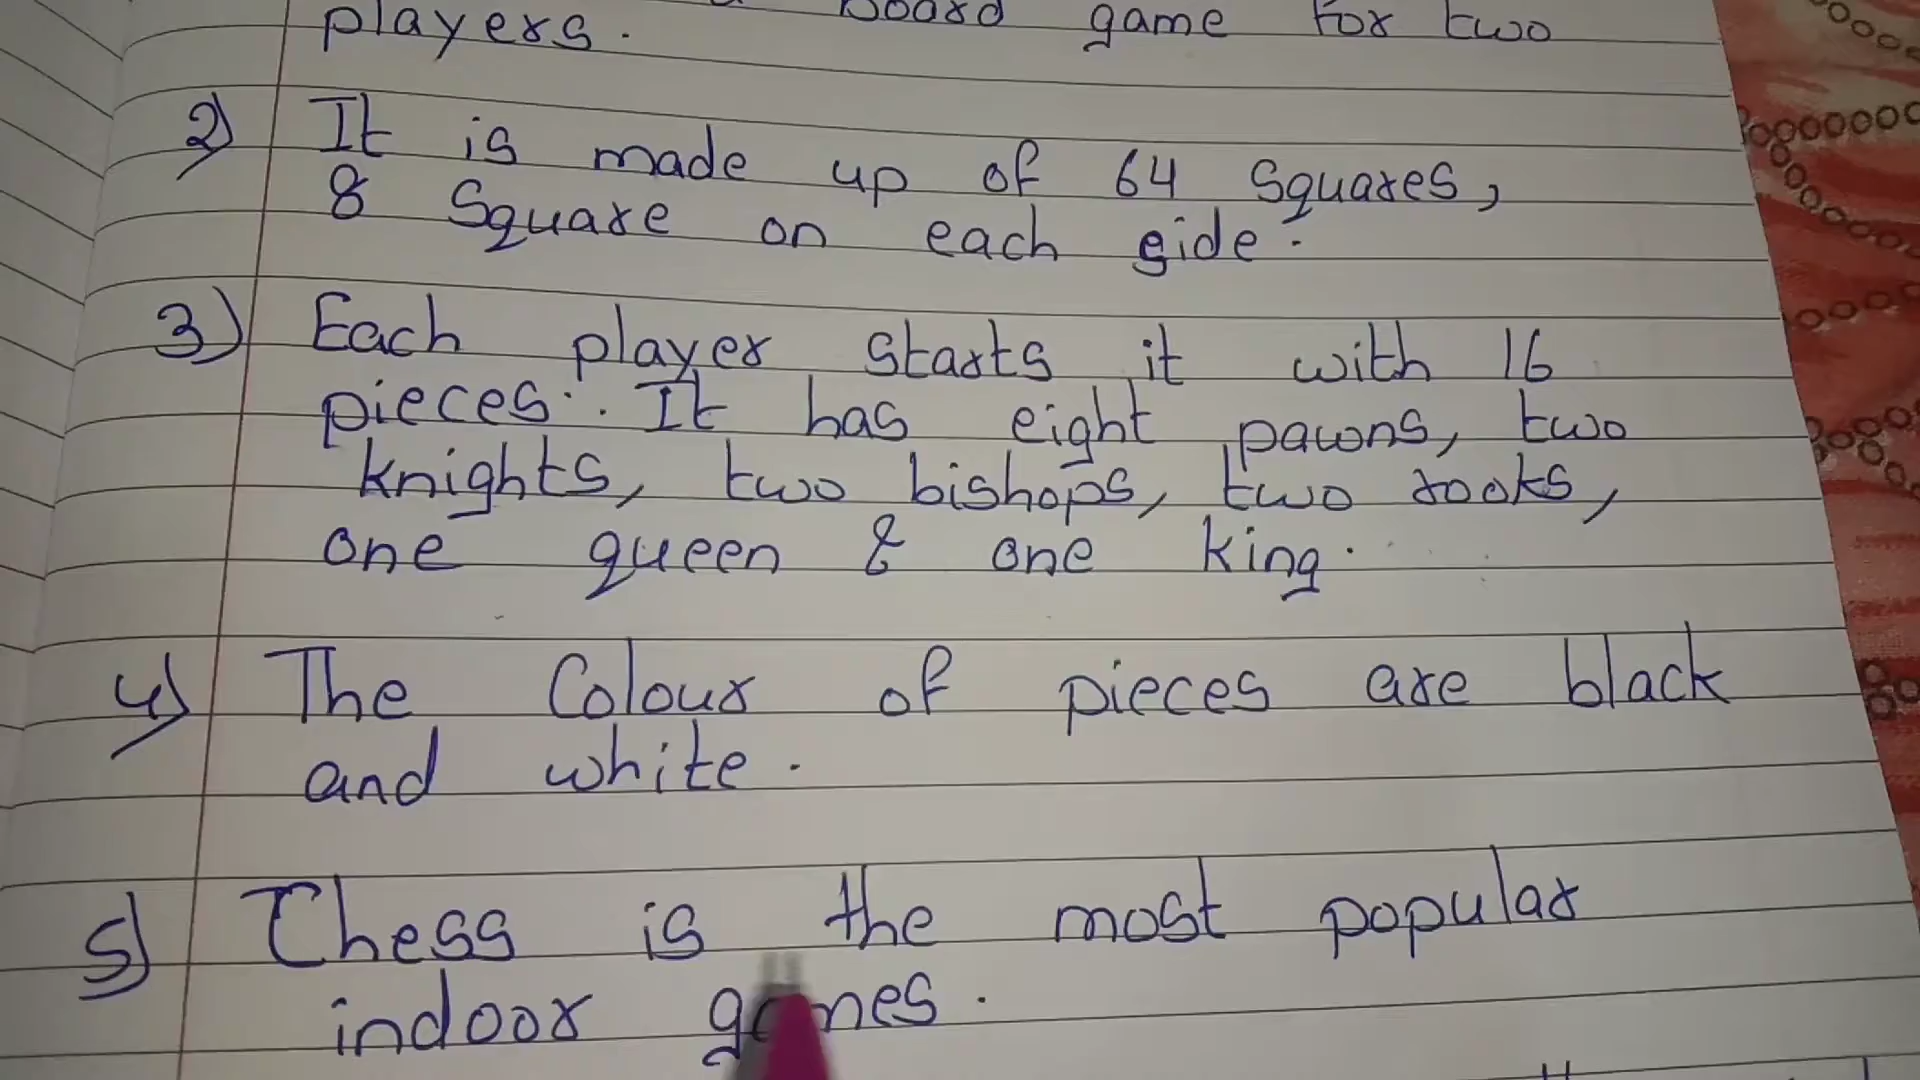 board game for two
players.
2) It is made up of 64 Squares,
8 Square on each side.
3) Each player starts it with 16
pieces. It has eight pawns, two
knights, two bishops, two rooks,
one queen & one king.
4) The Colour of pieces are black
and white.
5) Chess is the most popular
indoor games.